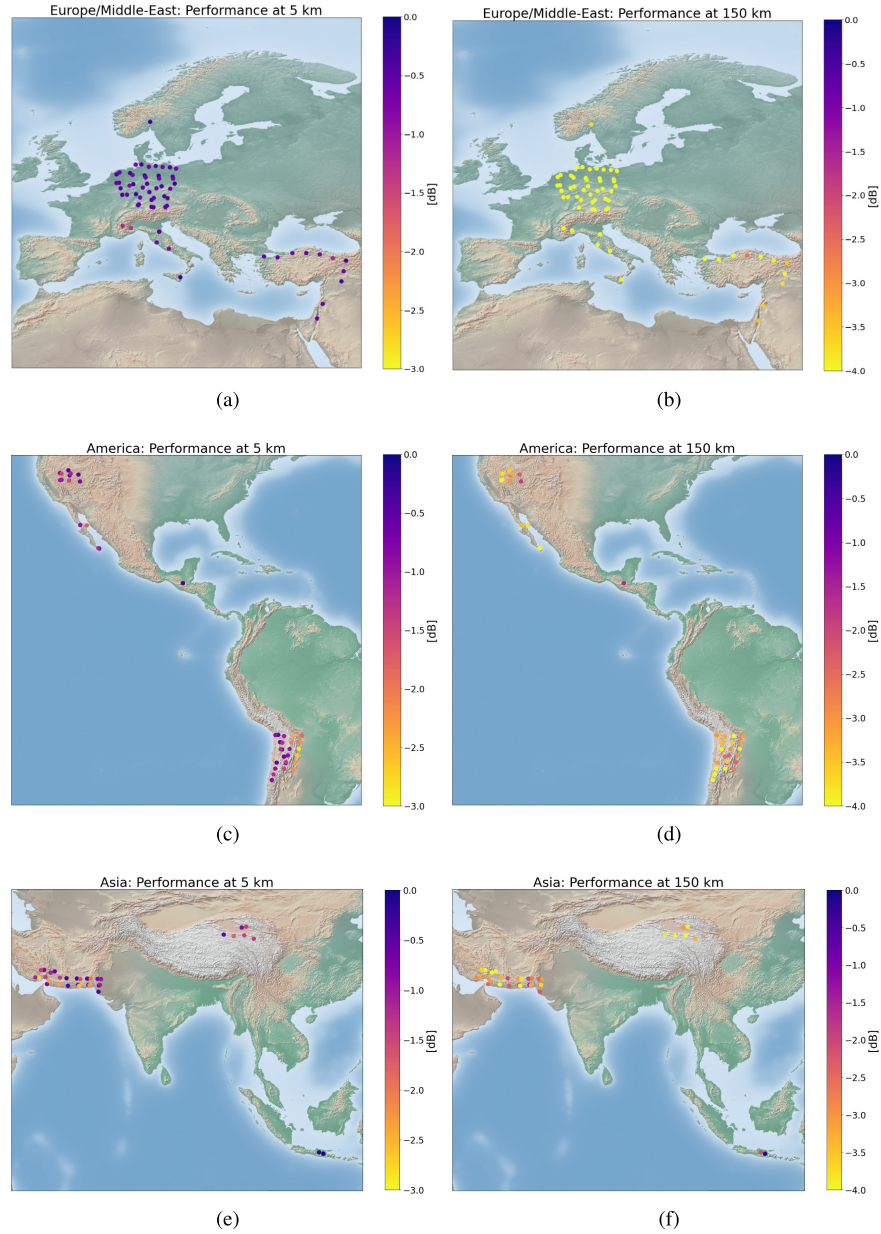 Europe/Middle-East: Performance at 5 km
0.0
−0.5
−1.0
−1.5
−2.0
−2.5
−3.0
[dB]
(a)
Europe/Middle-East: Performance at 150 km
0.0
−0.5
−1.0
−1.5
−2.0
−2.5
−3.0
−3.5
−4.0
[dB]
(b)
America: Performance at 5 km
0.0
−0.5
−1.0
−1.5
−2.0
−2.5
−3.0
[dB]
(c)
America: Performance at 150 km
0.0
−0.5
−1.0
−1.5
−2.0
−2.5
−3.0
−3.5
−4.0
[dB]
(d)
Asia: Performance at 5 km
0.0
−0.5
−1.0
−1.5
−2.0
−2.5
−3.0
[dB]
(e)
Asia: Performance at 150 km
0.0
−0.5
−1.0
−1.5
−2.0
−2.5
−3.0
−3.5
−4.0
[dB]
(f)